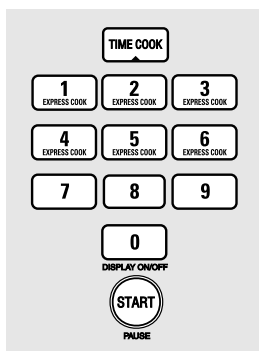 TIME COOK
1 2 3
EXPRESS COOK EXPRESS COOK EXPRESS COOK
4 5 6
EXPRESS COOK EXPRESS COOK EXPRESS COOK
7 8 9
0
DISPLAY ON/OFF
START
PAUSE